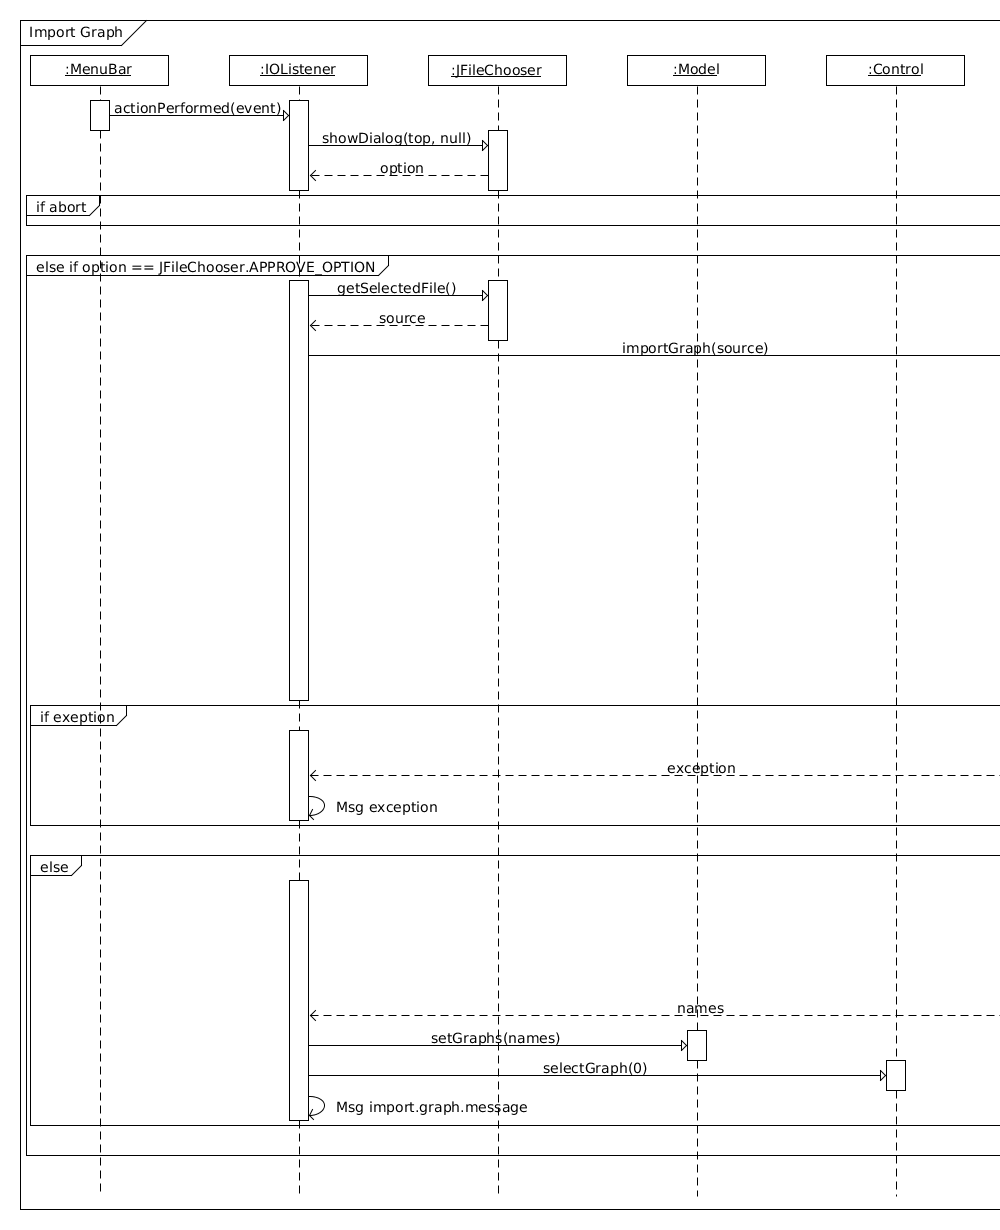 Import Graph
:MenuBar
:IOListener
:JFileChooser
:Model
:Control
actionPerformed(event)
showDialog(top, null)
option
if abort
else if option == JFileChooser.APPROVE_OPTION
getSelectedFile()
source
importGraph(source)
if exeption
exception
Msg exception
else
names
setGraphs(names)
selectGraph(0)
Msg import.graph.message